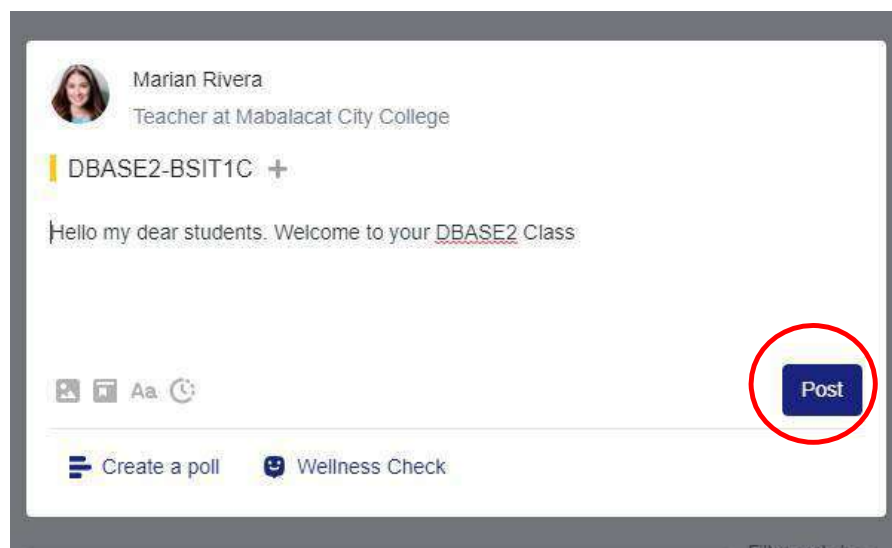 Marian Rivera
Teacher at Mabalacat City College
DBASE2-BSIT1C +
Hello my dear students. Welcome to your DBASE2 Class
Aa
Post
Create a poll
Wellness Check